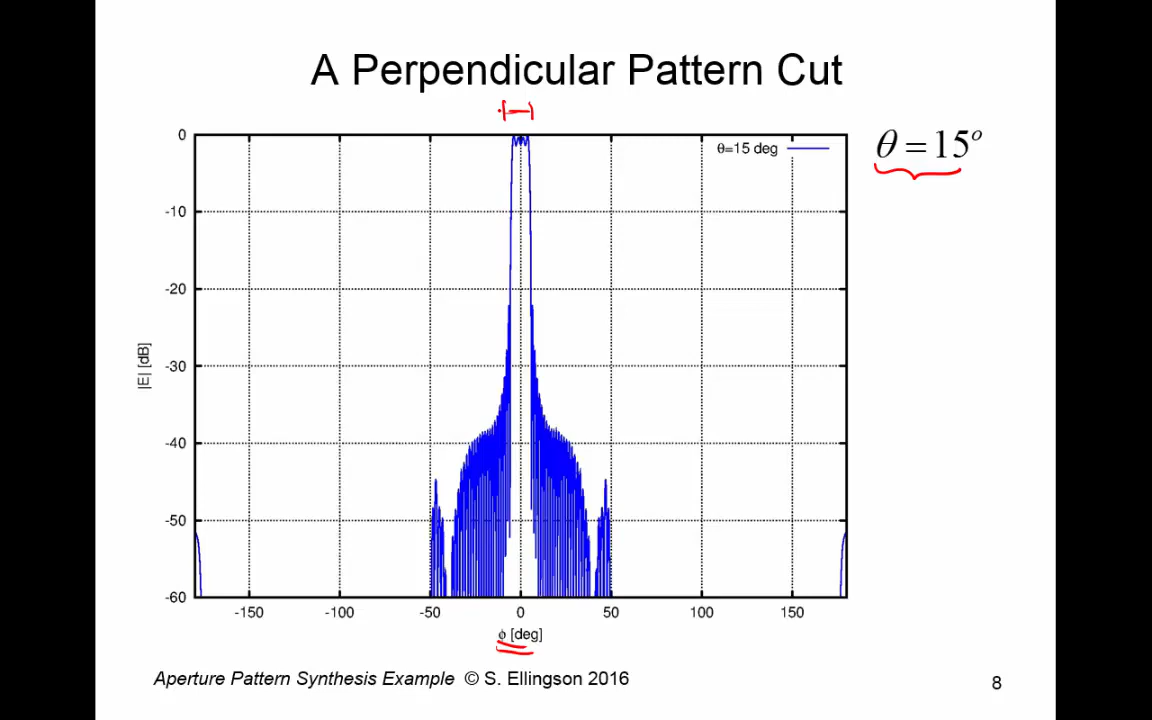 A Perpendicular Pattern Cut
θ = 15°
θ=15 deg
0
-10
-20
-30
-40
-50
-60
|E| [dB]
-150 -100 -50 0 50 100 150
ϕ [deg]
Aperture Pattern Synthesis Example © S. Ellingson 2016
8